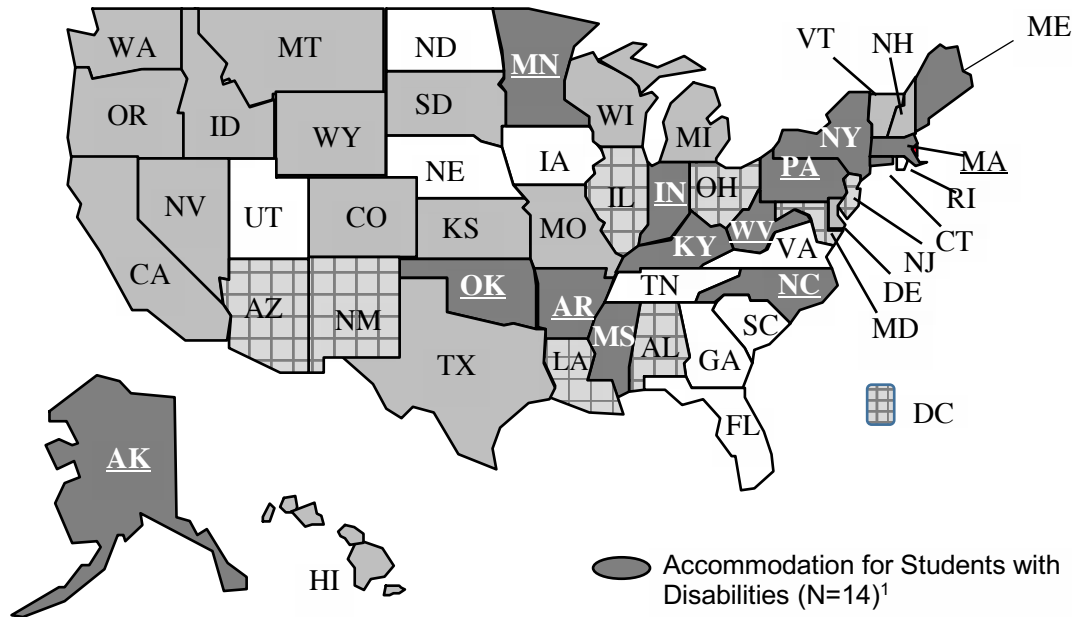 WA
MT
ND
MN
VT
NH
ME
OR
ID
WY
SD
WI
MI
NY
MA
NV
UT
CO
NE
IA
IL
IN
OH
PA
RI
CA
KS
MO
KY
WV
VA
CT
NJ
DE
MD
AZ
NM
OK
AR
TN
NC
SC
TX
LA
MS
AL
GA
FL
DC
AK
HI
Accommodation for Students with
Disabilities (N=14)1